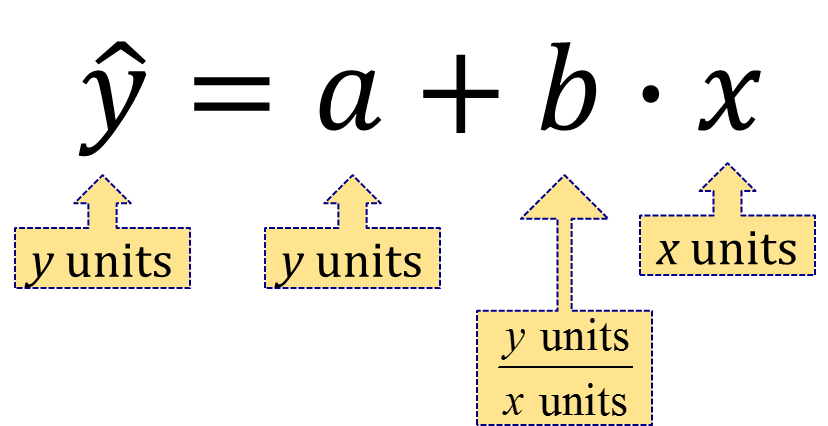 ŷ = a + b · x
y units
y units
x units
y units
x units